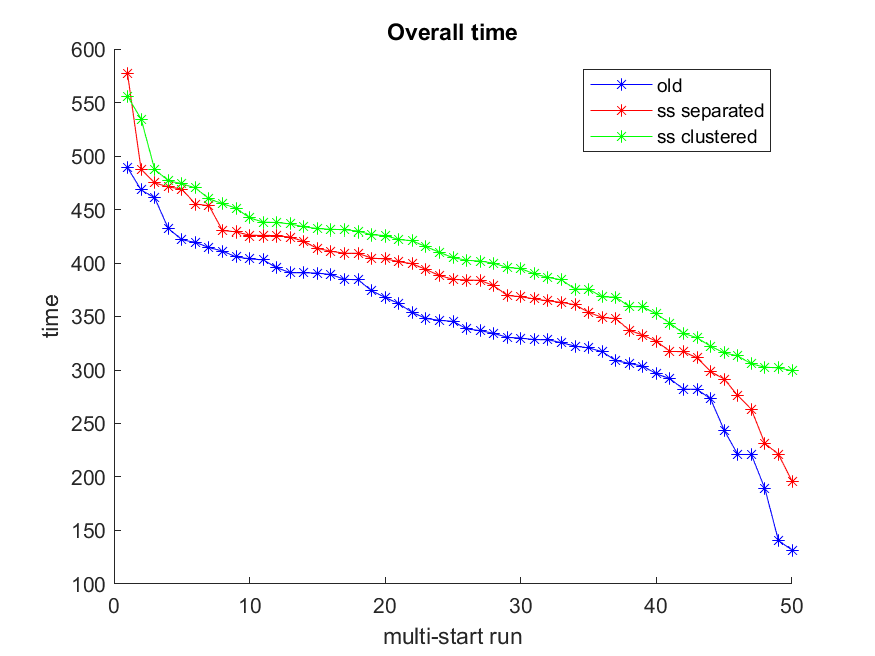 Overall time
600
550
500
450
400
350
300
250
200
150
100
time
old
ss separated
ss clustered
0 10 20 30 40 50
multi-start run